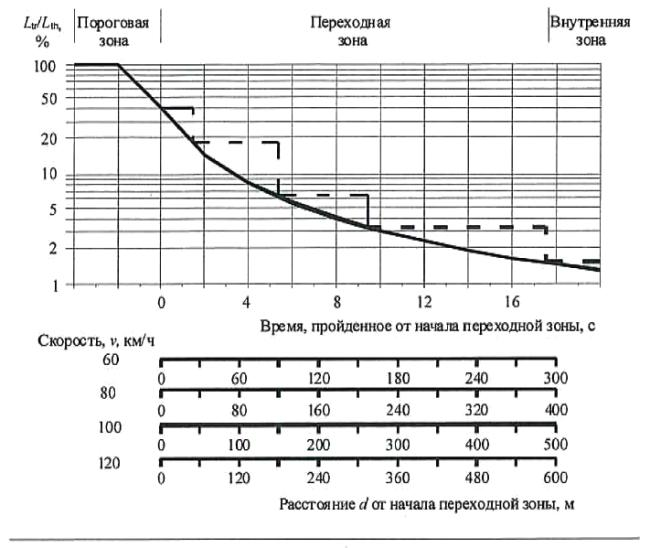 Ltr/Lth, Пороговая Переходная Внутренняя
% зона зона зона
100
50
20
10
5
2
1
0 4 8 12 16
Время, пройденное от начала переходной зоны, с
Скорость, v, км/ч
60
0 60 120 180 240 300
80
0 80 160 240 320 400
100
0 100 200 300 400 500
120
0 120 240 360 480 600
Расстояние d от начала переходной зоны, м